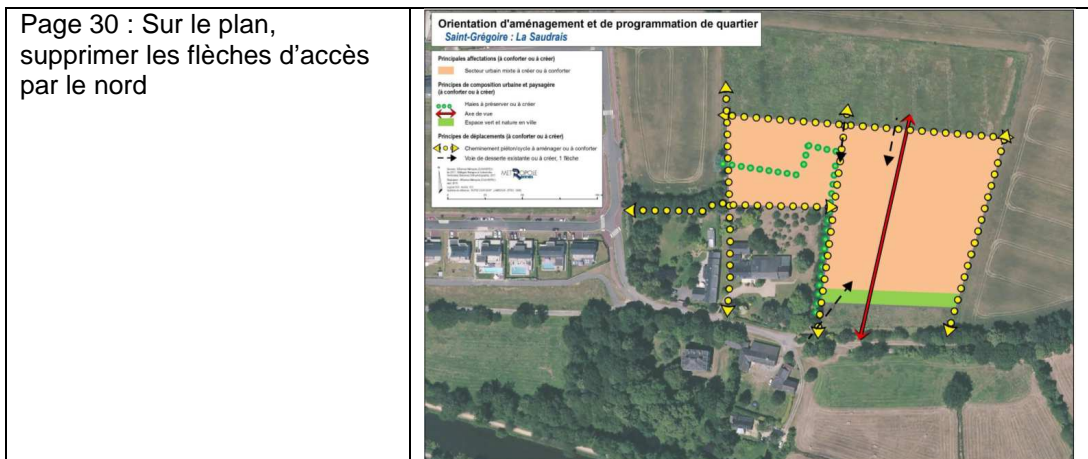 Page 30 : Sur le plan,
supprimer les flèches d'accès
par le nord
Orientation d'aménagement et de programmation de quartier
Saint-Grégoire : La Saudrais
Principales affectations (à conforter ou à créer)
Secteur urbain mixte à créer ou à conforter
Principes de composition urbaine et paysagère
(à conforter ou à créer)
Haies à préserver ou à créer
Axe de vue
Espace vert et nature en ville
Principes de déplacements (à conforter ou à créer)
Cheminement piéton/cycle à aménager ou à conforter
Voie de desserte existante ou à créer, 1 flèche